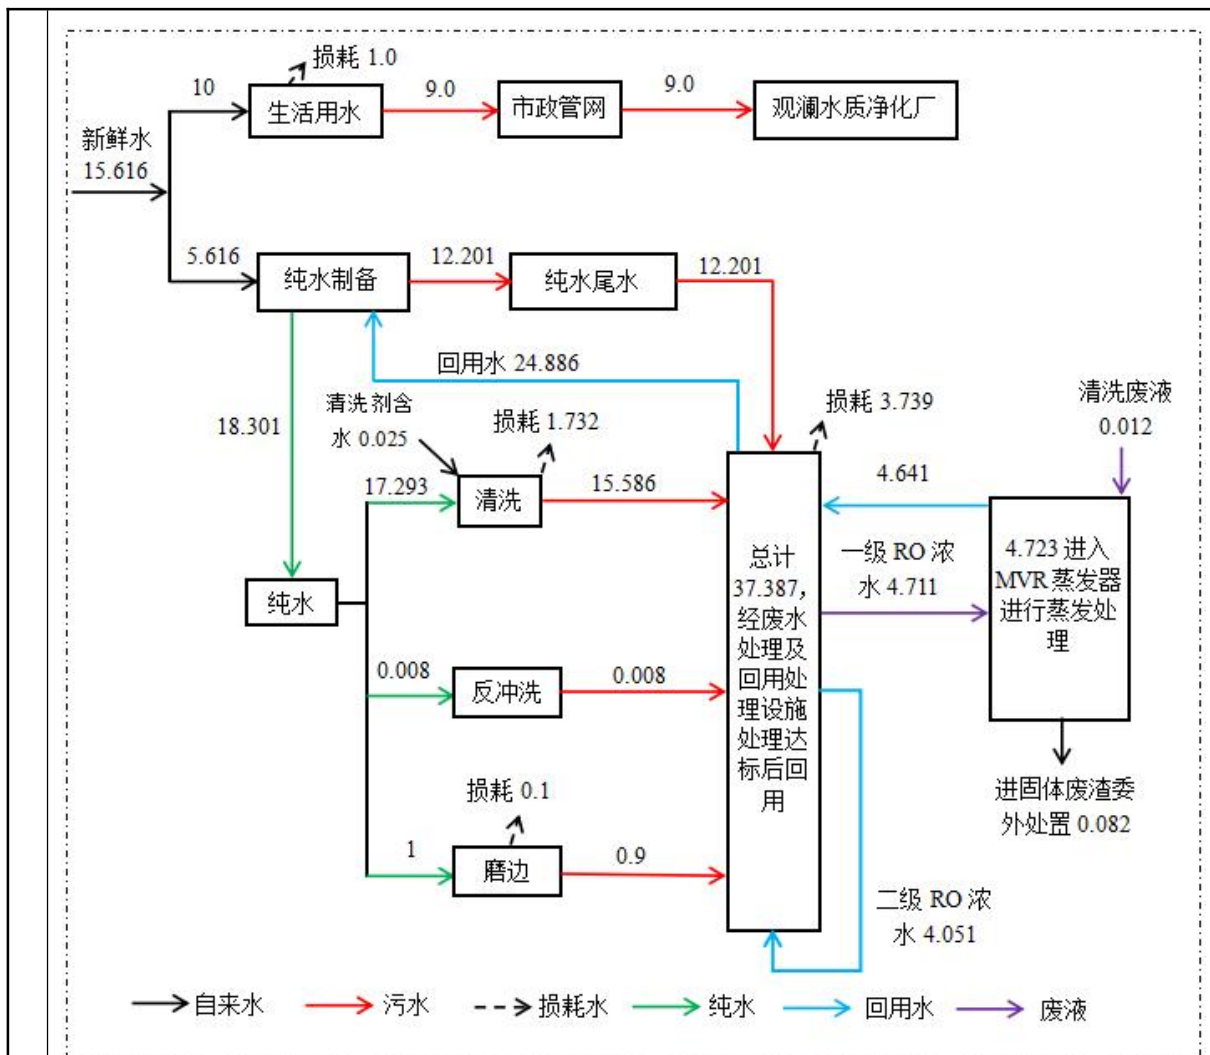 损耗 1.0
10
生活用水
9.0
市政管网
9.0
观澜水质净化厂
新鲜水
15.616
5.616
纯水制备
12.201
纯水尾水
12.201
回用水 24.886
18.301
清洗剂含
水 0.025
损耗 1.732
损耗 3.739
清洗废液
0.012
17.293
清洗
15.586
4.641
总计
37.387，
经废水
处理及
回用处
理设施
处理达
标后回
用
一级 RO 浓
水 4.711
4.723 进入
MVR 蒸发器
进行蒸发处
理
纯水
0.008
反冲洗
0.008
进固体废渣委
外处置 0.082
损耗 0.1
1
磨边
0.9
二级 RO 浓
水 4.051
自来水
污水
损耗水
纯水
回用水
废液